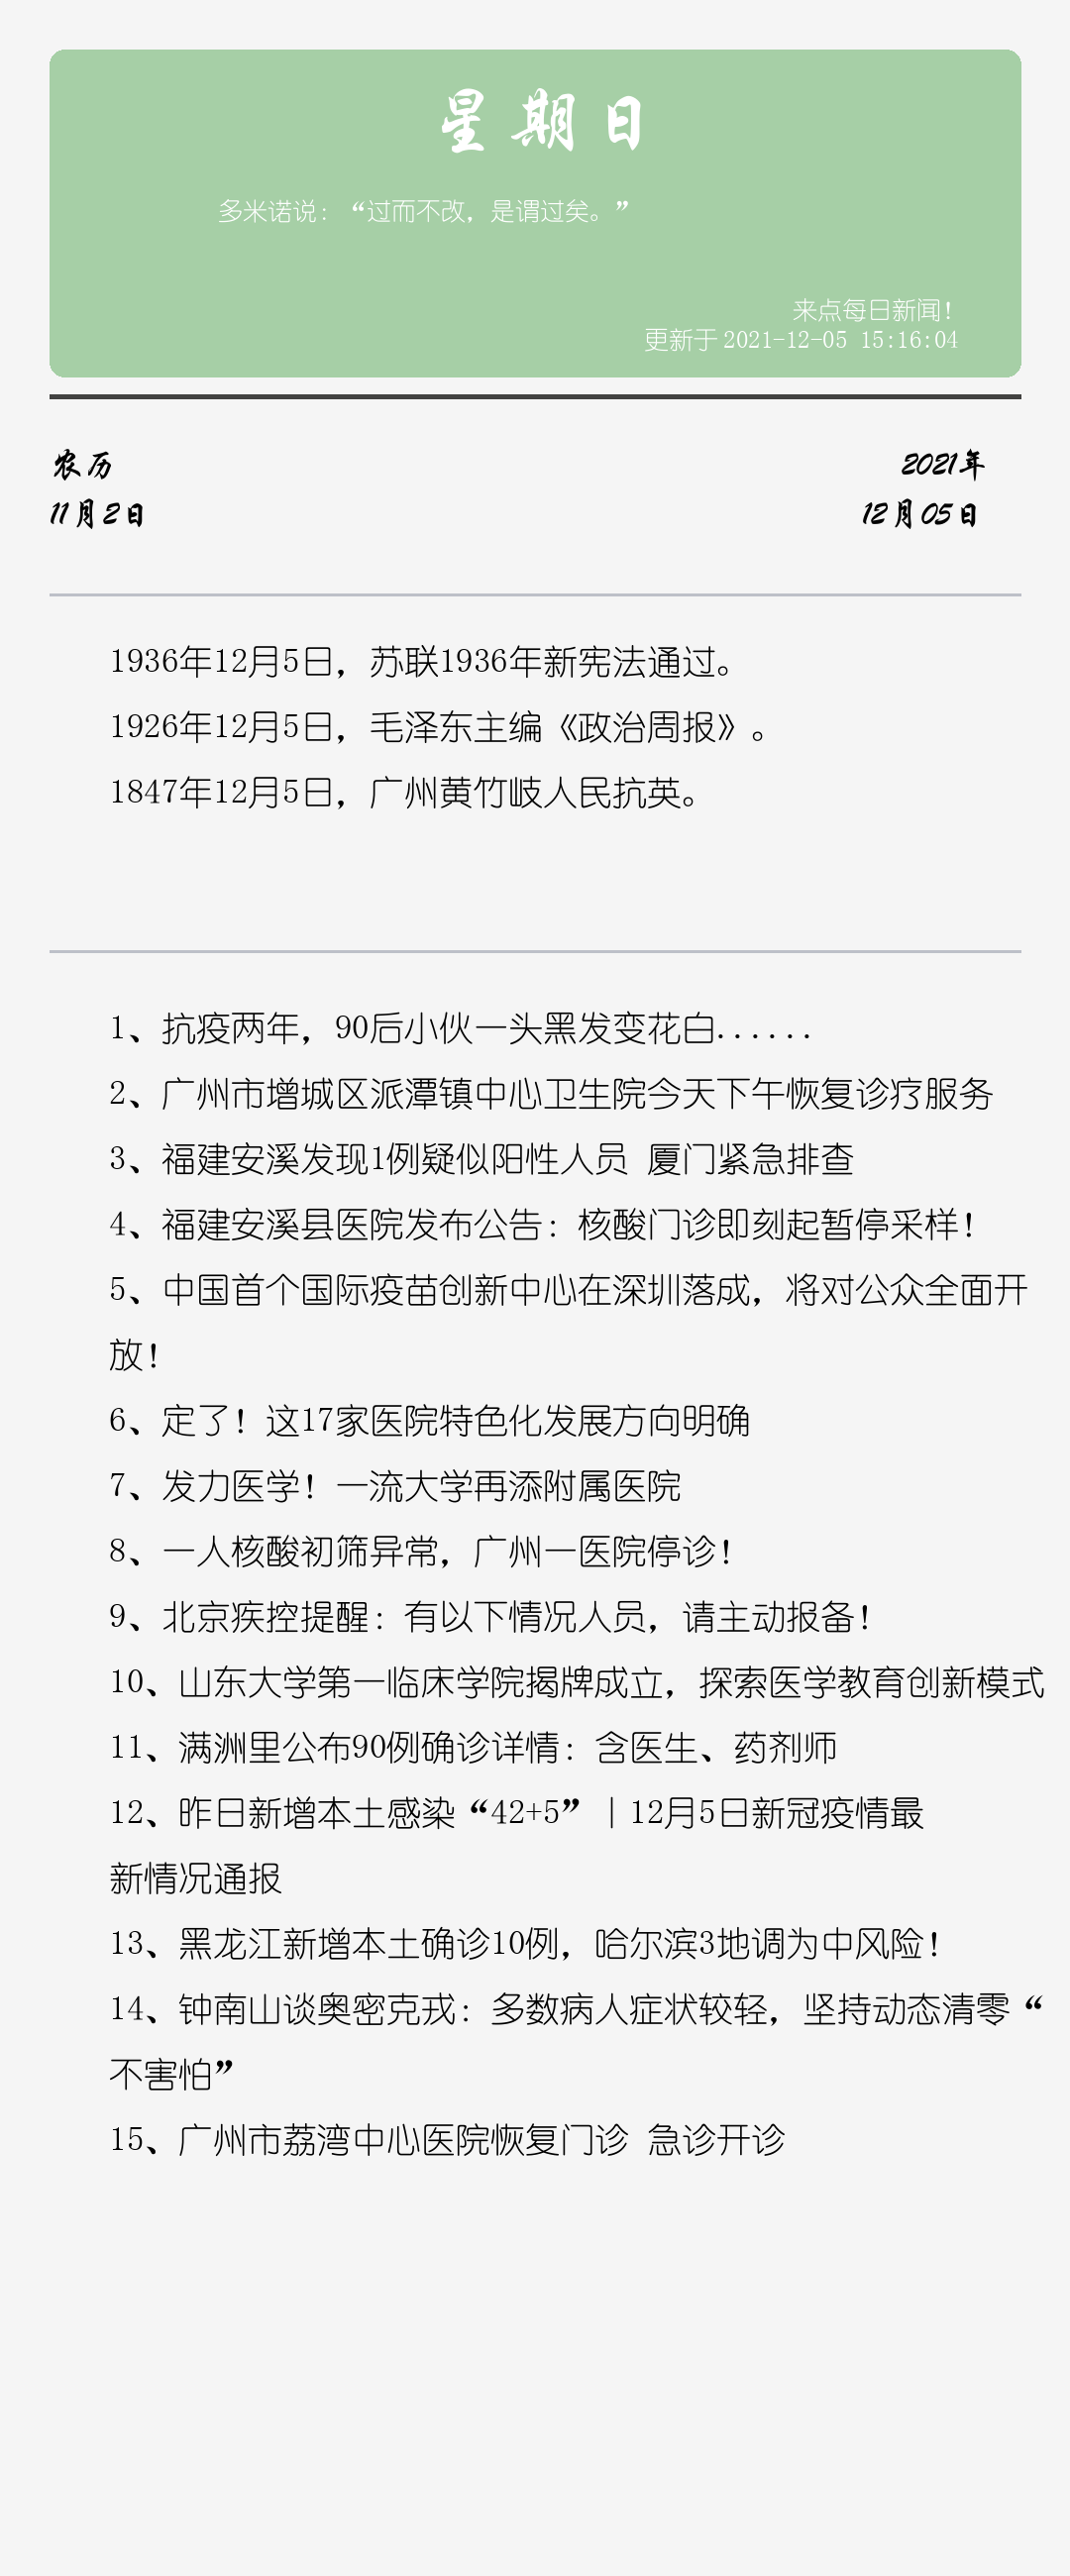 星期日
多米诺说：“过而不改，是谓过矣。”
来点每日新闻！
更新于2021-12-05 15:16:04
农历
2021年
11月2日
12月05日
1936年12月5日，苏联1936年新宪法通过。
1926年12月5日，毛泽东主编《政治周报》。
1847年12月5日，广州黄竹岐人民抗英。
1、抗疫两年，90后小伙一头黑发变花白......
2、广州市增城区派潭镇中心卫生院今天下午恢复诊疗服务
3、福建安溪发现1例疑似阳性人员 厦门紧急排查
4、福建安溪县医院发布公告：核酸门诊即刻起暂停采样！
5、中国首个国际疫苗创新中心在深圳落成，将对公众全面开
放！
6、定了！这17家医院特色化发展方向明确
7、发力医学！一流大学再添附属医院
8、一人核酸初筛异常，广州一医院停诊！
9、北京疾控提醒：有以下情况人员，请主动报备！
10、山东大学第一临床学院揭牌成立，探索医学教育创新模式
11、满洲里公布90例确诊详情：含医生、药剂师
12、昨日新增本土感染“42+5”｜12月5日新冠疫情最
新情况通报
13、黑龙江新增本土确诊10例，哈尔滨3地调为中风险！
14、钟南山谈奥密克戎：多数病人症状较轻，坚持动态清零“
不害怕”
15、广州市荔湾中心医院恢复门诊 急诊开诊